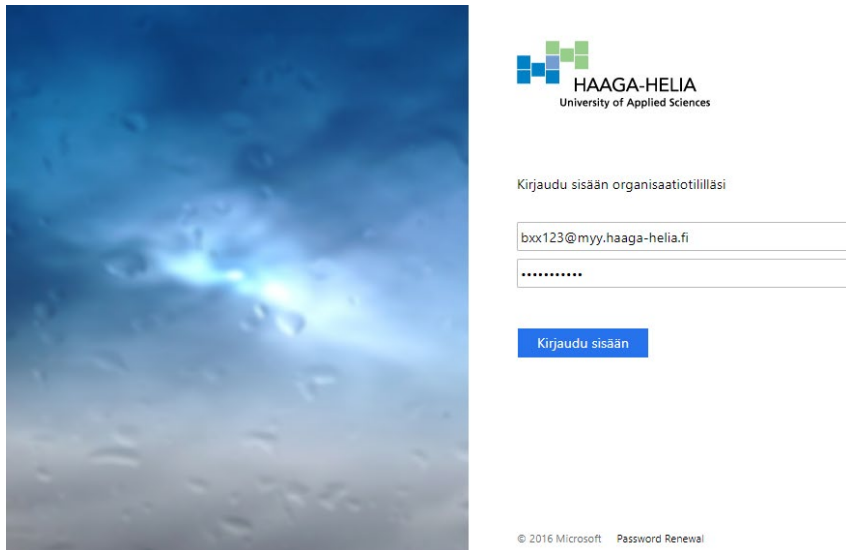 HAAGA-HELIA
University of Applied Sciences
Kirjaudu sisään organisaatiotililläsi
bxx123@myy.haaga-helia.fi
•••••••••••
Kirjaudu sisään
© 2016 Microsoft Password Renewal